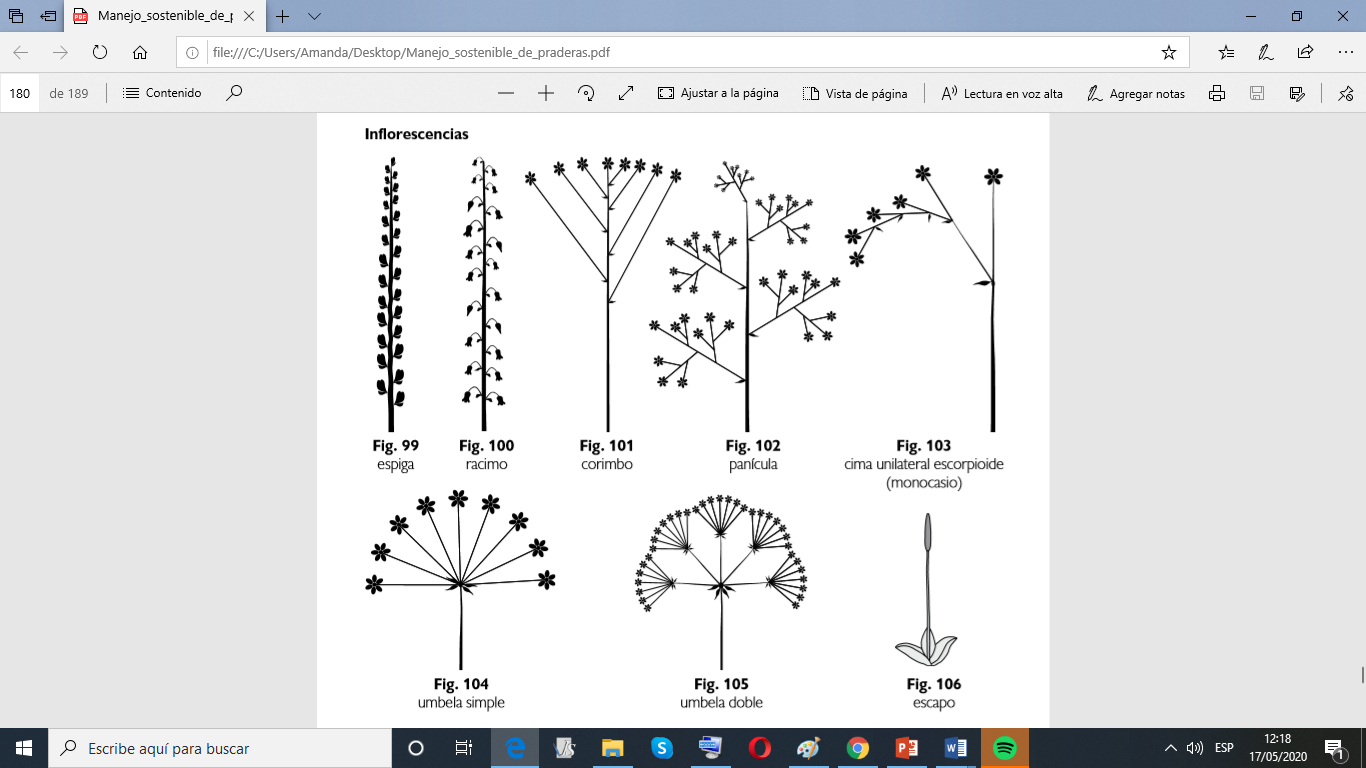 Manejo_sostenible_de_p
file:///C:/Users/Amanda/Desktop/Manejo_sostenible_de_praderas.pdf
180 de 189 Contenido Ajustar a la página Vista de página Lectura en voz alta Agregar notas
Inflorescencias
Fig. 99 Fig. 100 Fig. 101 Fig. 102 Fig. 103
espiga racimo corimbo panícula cima unilateral escorpioide
(monocasio)
Fig. 104 Fig. 105 Fig. 106
umbela simple umbela doble escapo
Escribe aquí para buscar
ESP
12:18
17/05/2020
1